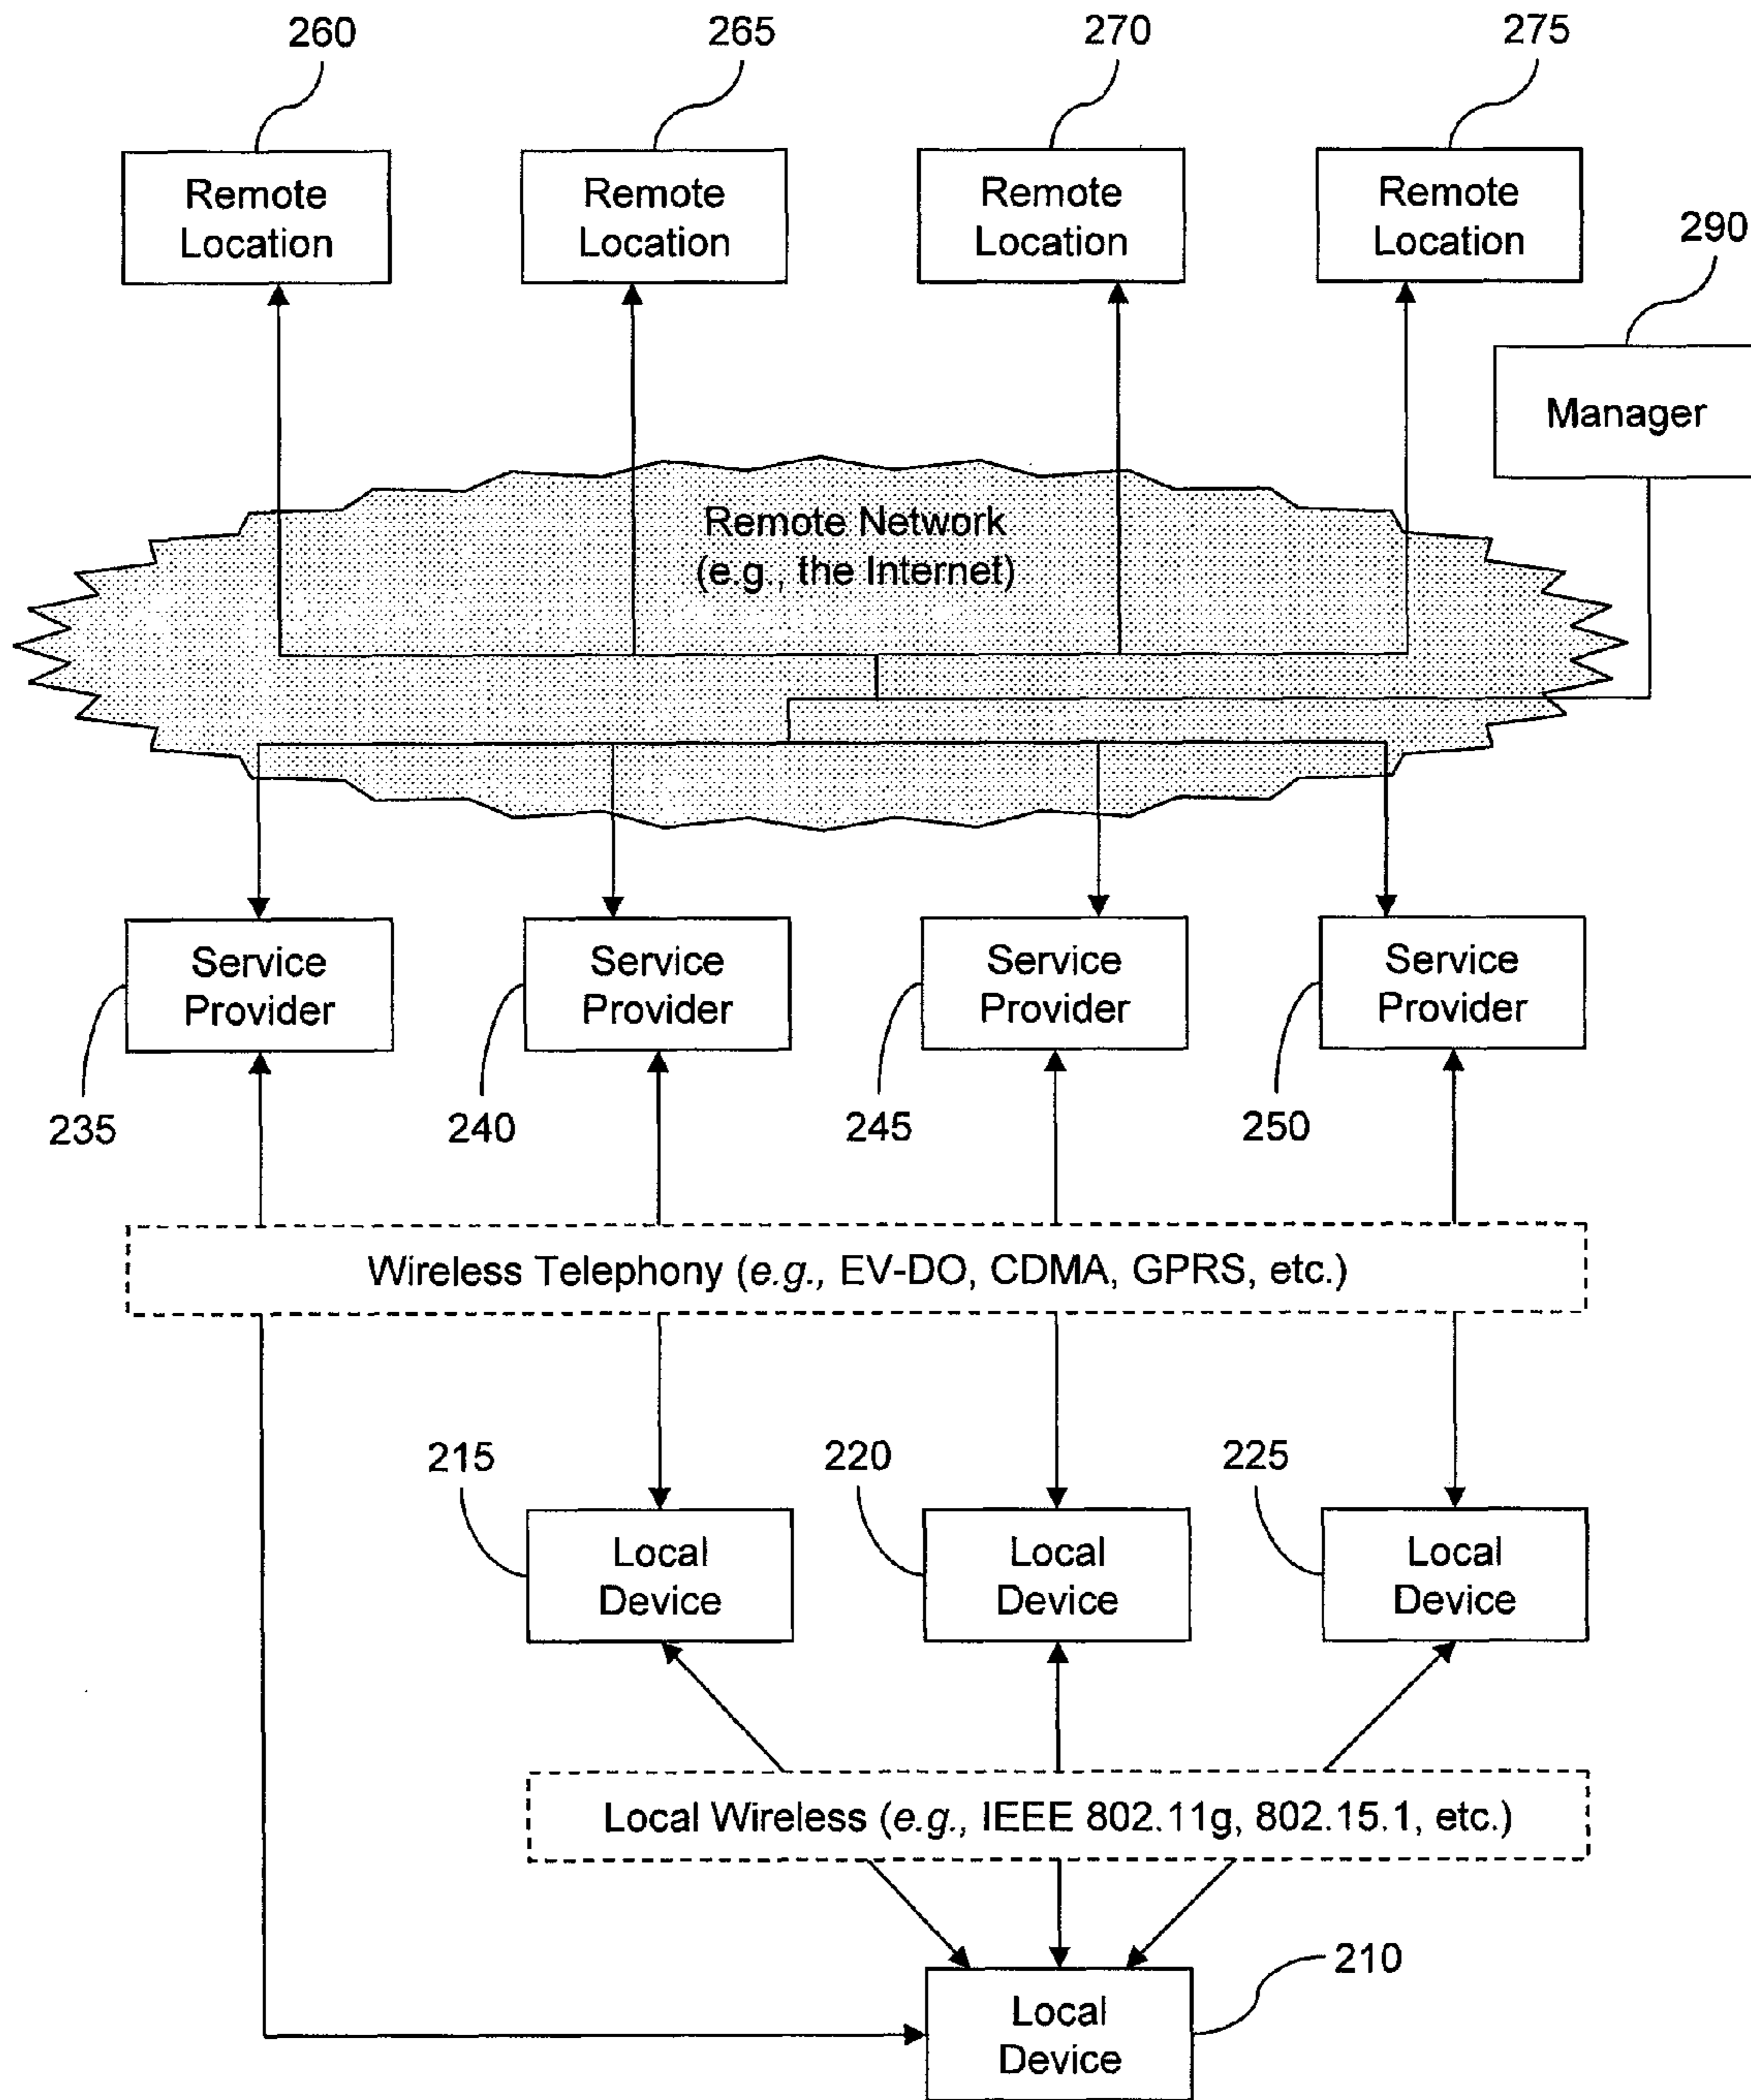 260
265
270
275
Remote
Location
Remote
Location
Remote
Location
Remote
Location
290
Manager
Remote Network
(e.g., the Internet)
Service
Provider
Service
Provider
Service
Provider
Service
Provider
235
240
245
250
Wireless Telephony (e.g., EV-DO, CDMA, GPRS, etc.)
215
220
225
Local
Device
Local
Device
Local
Device
Local Wireless (e.g., IEEE 802.11g, 802.15.1, etc.)
210
Local
Device